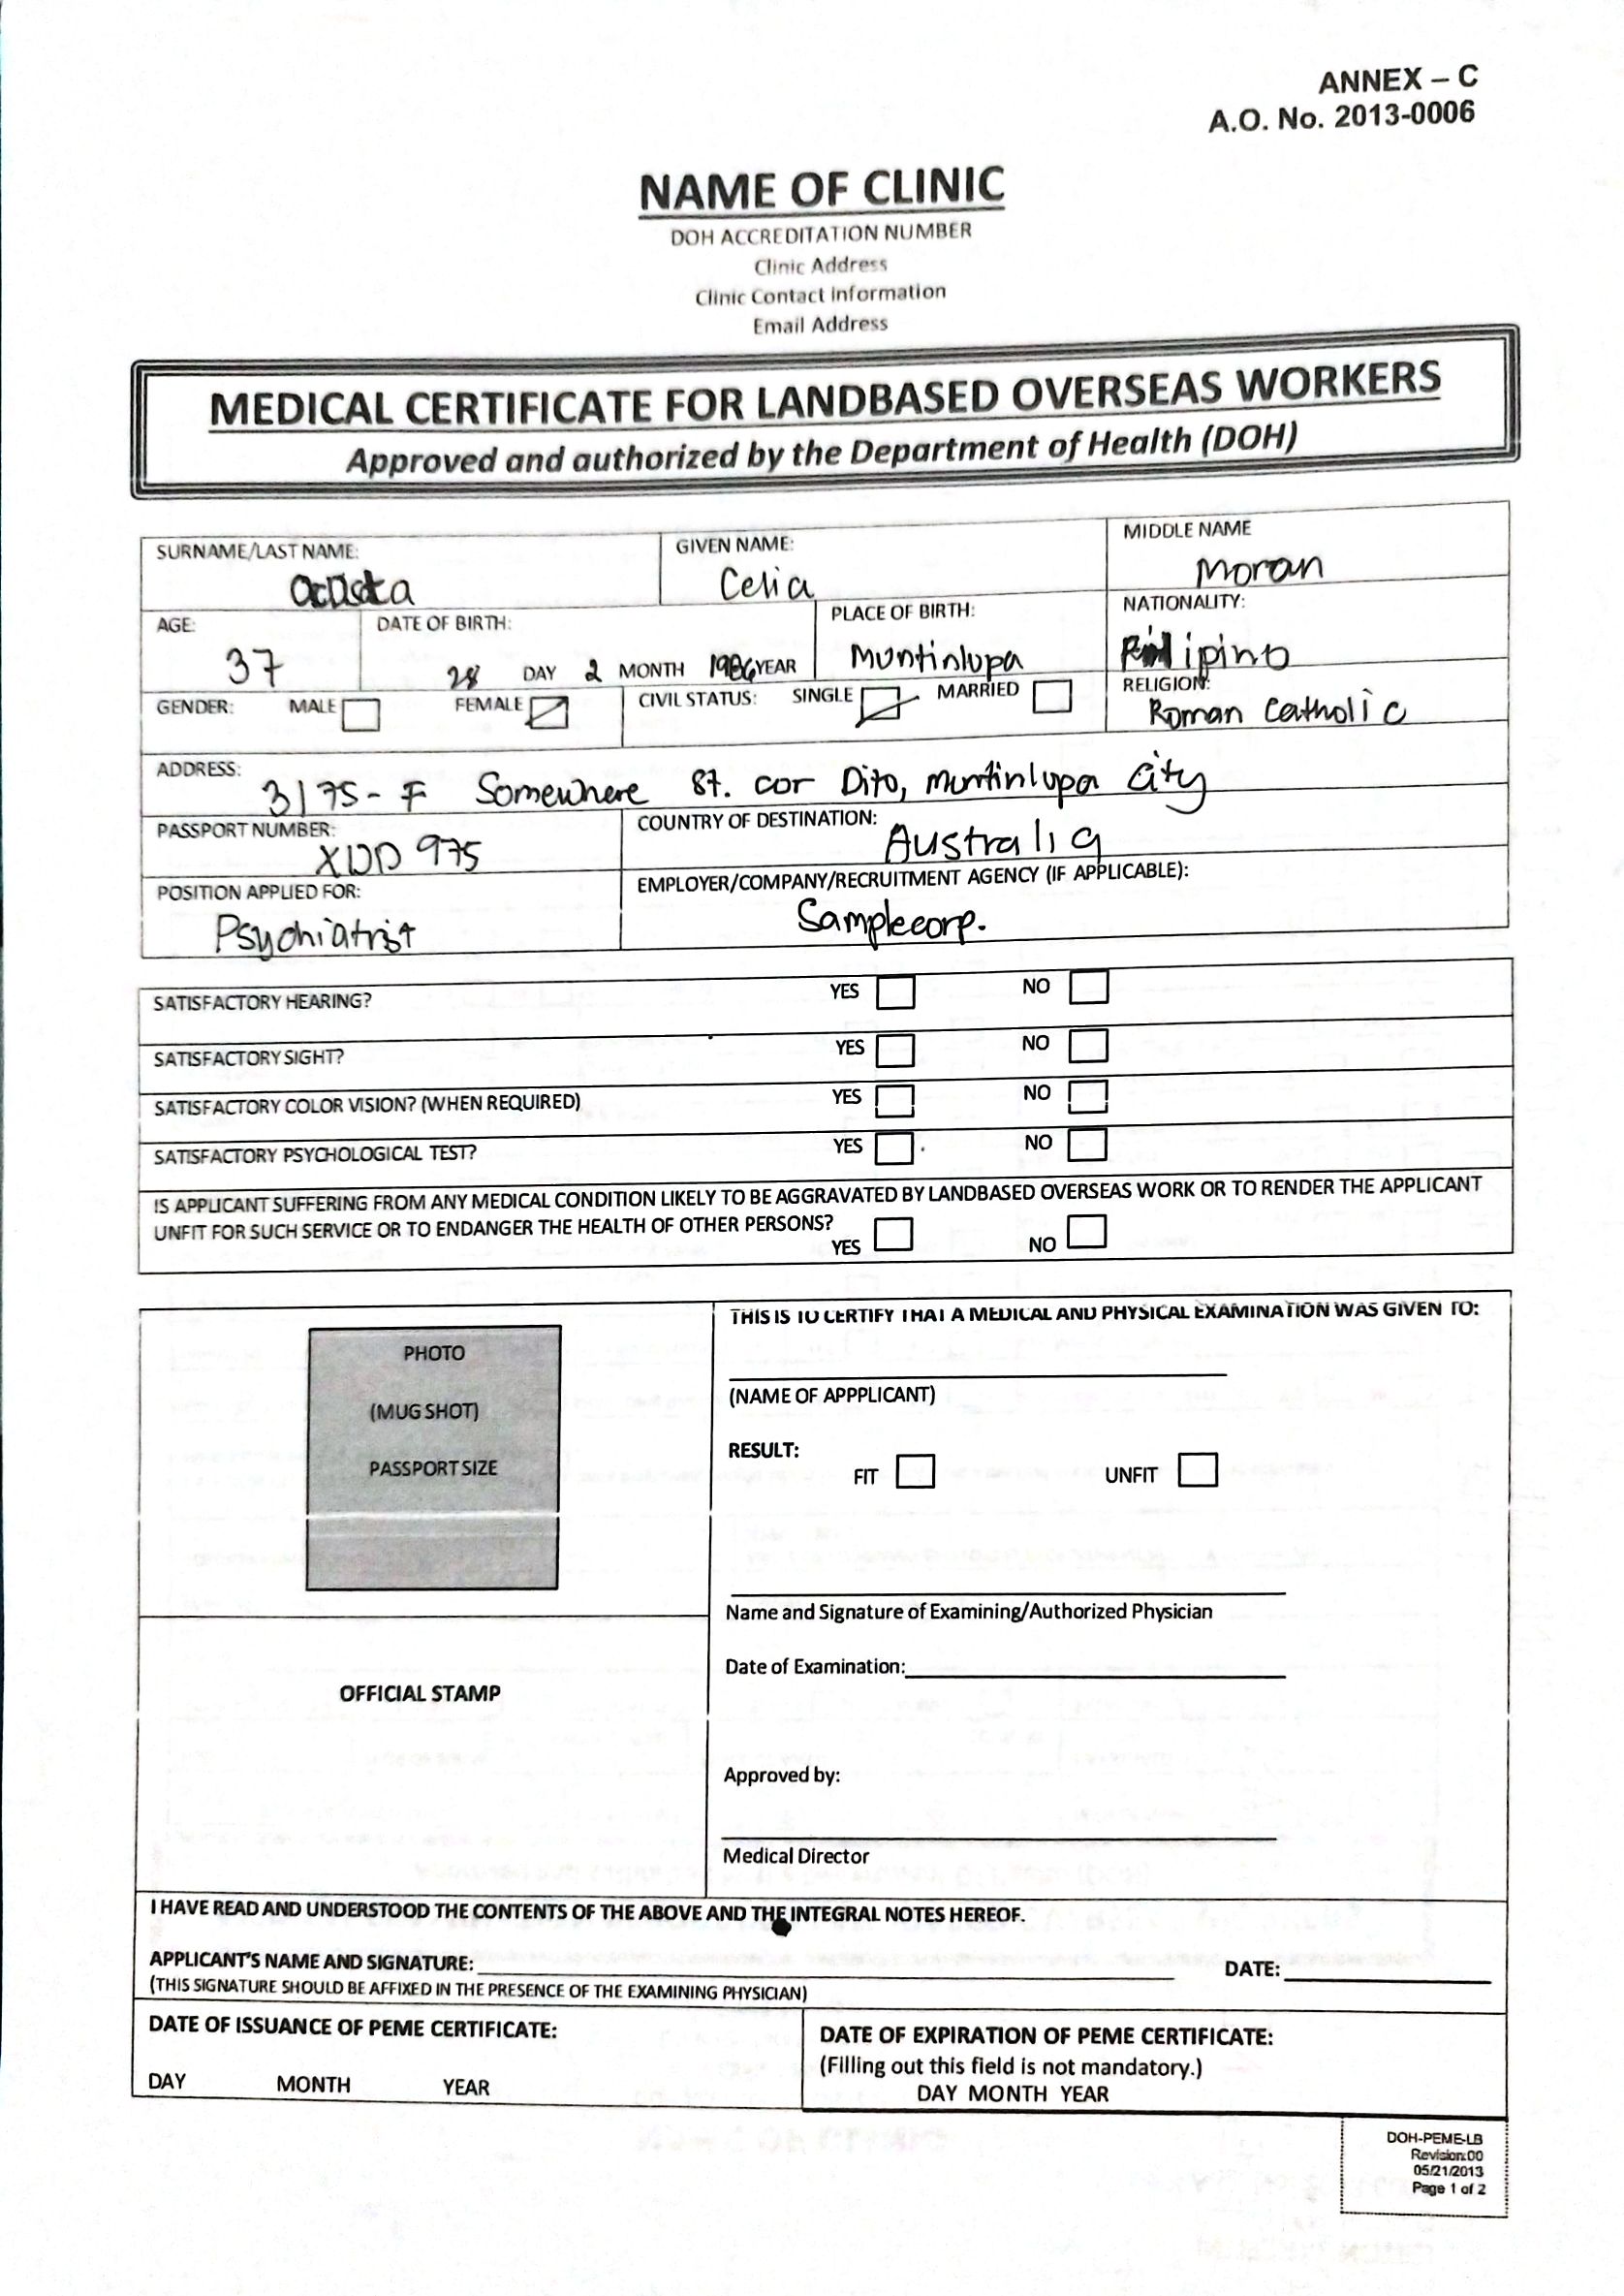 ANNEX – C
A.O. No. 2013-0006
NAME OF CLINIC
DOH ACCREDITATION NUMBER
Clinic Address
Clinic Contact Information
Email Address
MEDICAL CERTIFICATE FOR LANDBASED OVERSEAS WORKERS
Approved and authorized by the Department of Health (DOH)
SURNAME/LAST NAME: GIVEN NAME: Celia MIDDLE NAME Moran
AGE: 37 DATE OF BIRTH: 28 DAY 2 MONTH 1986 YEAR PLACE OF BIRTH: Muntinlupa NATIONALITY: Filipino
GENDER: MALE FEMALE CIVIL STATUS: SINGLE MARRIED RELIGION: Roman Catholic
ADDRESS: 3175-F Somewhere St. cor Dito, Muntinlupa City
PASSPORT NUMBER: XDD 975 COUNTRY OF DESTINATION: Australia
POSITION APPLIED FOR: Psychiatrist EMPLOYER/COMPANY/RECRUITMENT AGENCY (IF APPLICABLE): Samplecorp.
SATISFACTORY HEARING? YES NO
SATISFACTORY SIGHT? YES NO
SATISFACTORY COLOR VISION? (WHEN REQUIRED) YES NO
SATISFACTORY PSYCHOLOGICAL TEST? YES NO
IS APPLICANT SUFFERING FROM ANY MEDICAL CONDITION LIKELY TO BE AGGRAVATED BY LANDBASED OVERSEAS WORK OR TO RENDER THE APPLICANT
UNFIT FOR SUCH SERVICE OR TO ENDANGER THE HEALTH OF OTHER PERSONS? YES NO
PHOTO
(MUG SHOT)
PASSPORT SIZE
OFFICIAL STAMP
THIS IS TO CERTIFY THAT A MEDICAL AND PHYSICAL EXAMINATION WAS GIVEN TO:
(NAME OF APPPLICANT)
RESULT:
FIT UNFIT
Name and Signature of Examining/Authorized Physician
Date of Examination:
Approved by:
Medical Director
I HAVE READ AND UNDERSTOOD THE CONTENTS OF THE ABOVE AND THE INTEGRAL NOTES HEREOF.
APPLICANT'S NAME AND SIGNATURE: DATE:
(THIS SIGNATURE SHOULD BE AFFIXED IN THE PRESENCE OF THE EXAMINING PHYSICIAN)
DATE OF ISSUANCE OF PEME CERTIFICATE:
DAY MONTH YEAR
DATE OF EXPIRATION OF PEME CERTIFICATE:
(Filling out this field is not mandatory.)
DAY MONTH YEAR
DOH-PEME-LB
Revision:00
05/21/2013
Page 1 of 2